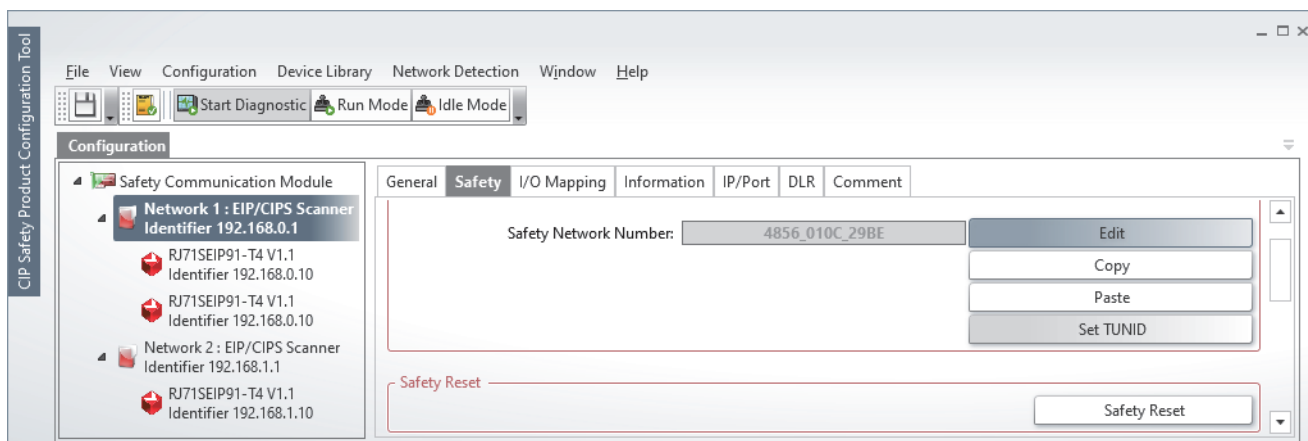 CIP Safety Product Configuration Tool
File View Configuration Device Library Network Detection Window Help
Start Diagnostic Run Mode Idle Mode
Configuration
Safety Communication Module
Network 1 : EIP/CIPS Scanner
Identifier 192.168.0.1
RJ71SEIP91-T4 V1.1
Identifier 192.168.0.10
RJ71SEIP91-T4 V1.1
Identifier 192.168.0.10
Network 2 : EIP/CIPS Scanner
Identifier 192.168.1.1
RJ71SEIP91-T4 V1.1
Identifier 192.168.1.10
General Safety I/O Mapping Information IP/Port DLR Comment
Safety Network Number: 4856_010C_29BE Edit
Copy
Paste
Set TUNID
Safety Reset
Safety Reset